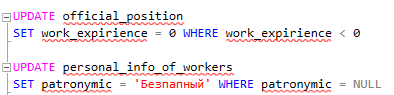 UPDATE official_position
SET work_expirience = 0 WHERE work_expirience < 0
UPDATE personal_info_of_workers
SET patronymic = 'Безпапный' WHERE patronymic = NULL